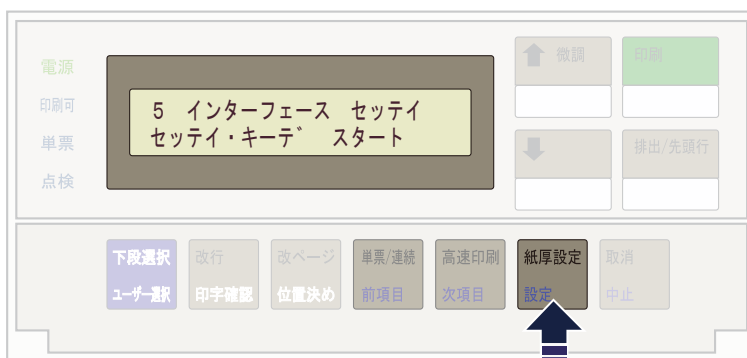 電源
印刷可
単票
点検
5 インターフェース セッテイ
セッテイ・キーデ゛ スタート
微調
印刷
排出/先頭行
下段選択
ユーザー選択
改行
印字確認
改ページ
位置決め
単票/連続
前項目
高速印刷
次項目
紙厚設定
設定
取消
中止